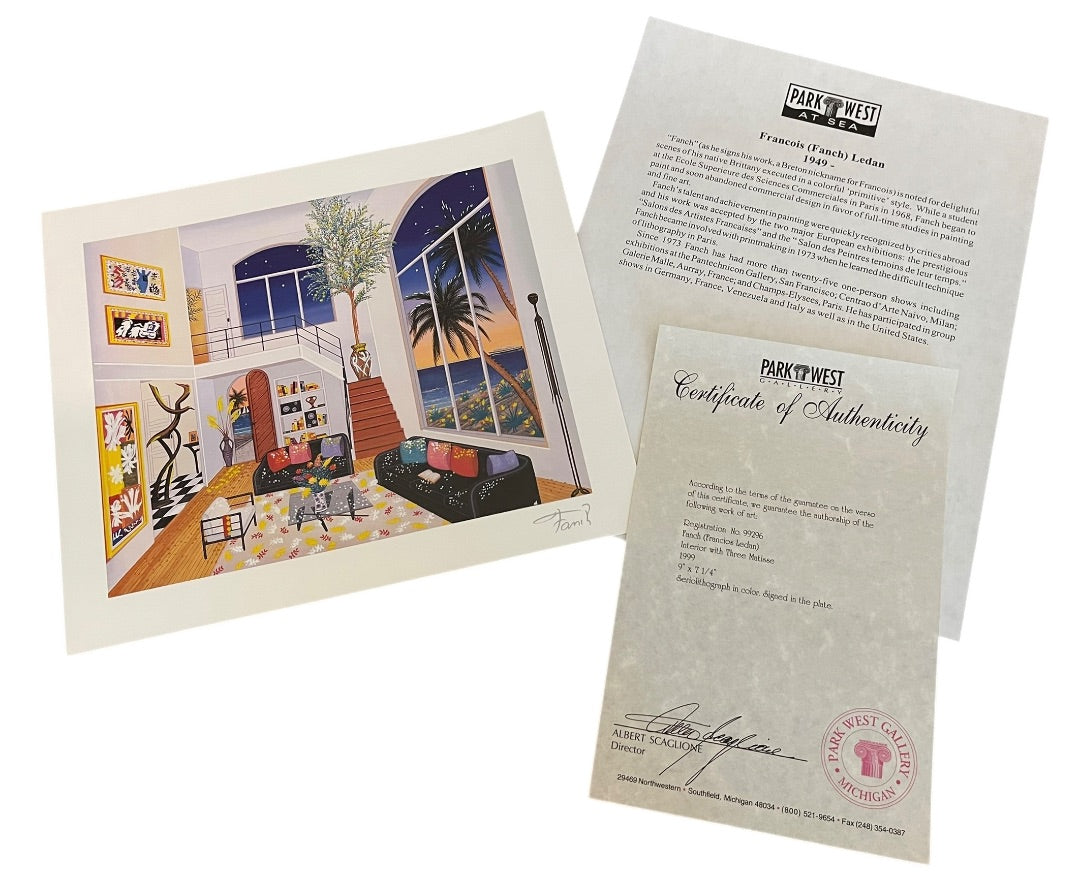 PARK WEST
AT SEA
Francois (Fanch) Ledan
1949 -
"Fanch" (as he signs his work, a Breton nickname for Francois) is noted for delightful
scenes of his native Brittany executed in a colorful 'primitive' style. While a student
at the Ecole Superieure des Sciences Commerciales in Paris in 1968, Fanch began to
paint and soon abandoned commercial design in favor of full-time studies in painting
and fine art.
Fanch's talent and achievement in painting were quickly recognized by critics abroad
and his work was accepted by the two major European exhibitions: the prestigious
"Salons des Artistes Francaises" and the "Salon des Peintres temoins de leur temps."
Fanch became involved with printmaking in 1973 when he learned the difficult technique
of lithography in Paris.
Since 1973 Fanch has had more than twenty-five one-person shows including
exhibitions at the Pantechnicon Gallery, San Francisco; Centrao d'Arte Naivo, Milan;
Galerie Malle, Autray, France; and Champs-Elysees, Paris. He has participated in group
shows in Germany, France, Venezuela and Italy as well as in the United States.
PARK WEST
G·A·L·L·E·R·Y
Certificate of Authenticity
According to the terms of the guarantee on the verso
of this certificate, we guarantee the authorship of the
following work of art:
Registration No. 99296
Fanch (Francios Ledan)
Interior with Three Matisse
1999
9" x 7 1/4"
Seriolithograph in color. Signed in the plate.
ALBERT SCAGLIONE
Director
PARK WEST GALLERY
• MICHIGAN •
29469 Northwestern • Southfield, Michigan 48034 • (800) 521-9654 • Fax (248) 354-0387